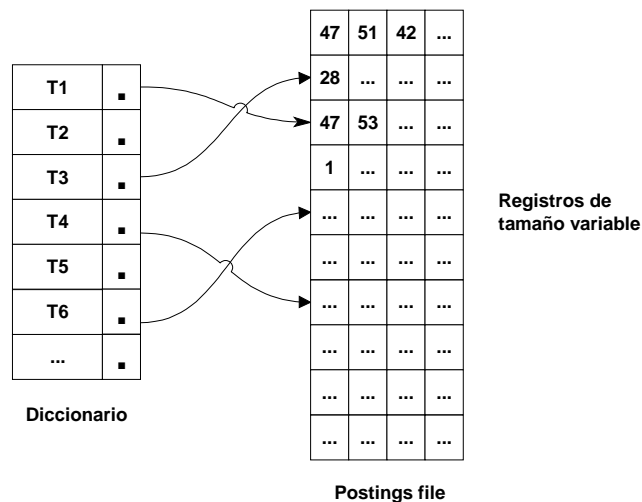 T1
T2
T3
T4
T5
T6
...
Diccionario
47 51 42 ...
28 ... ... ...
47 53 ... ...
1 ... ... ...
... ... ... ...
... ... ... ...
... ... ... ...
... ... ... ...
... ... ... ...
... ... ... ...
Postings file
Registros de
tamaño variable